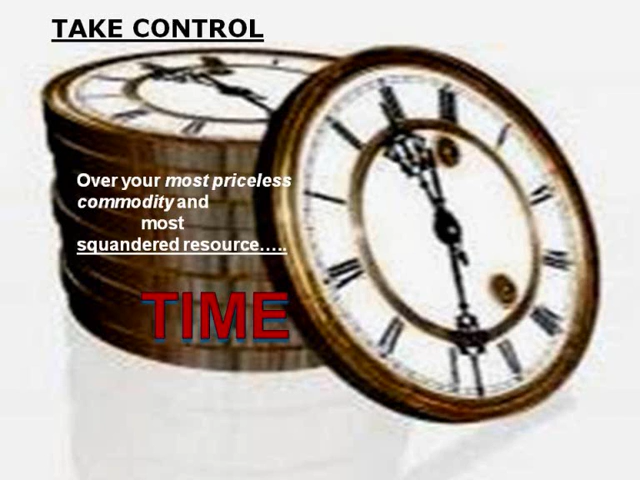 TAKE CONTROL
Over your most priceless
commodity and
most
squandered resource.....
TIME